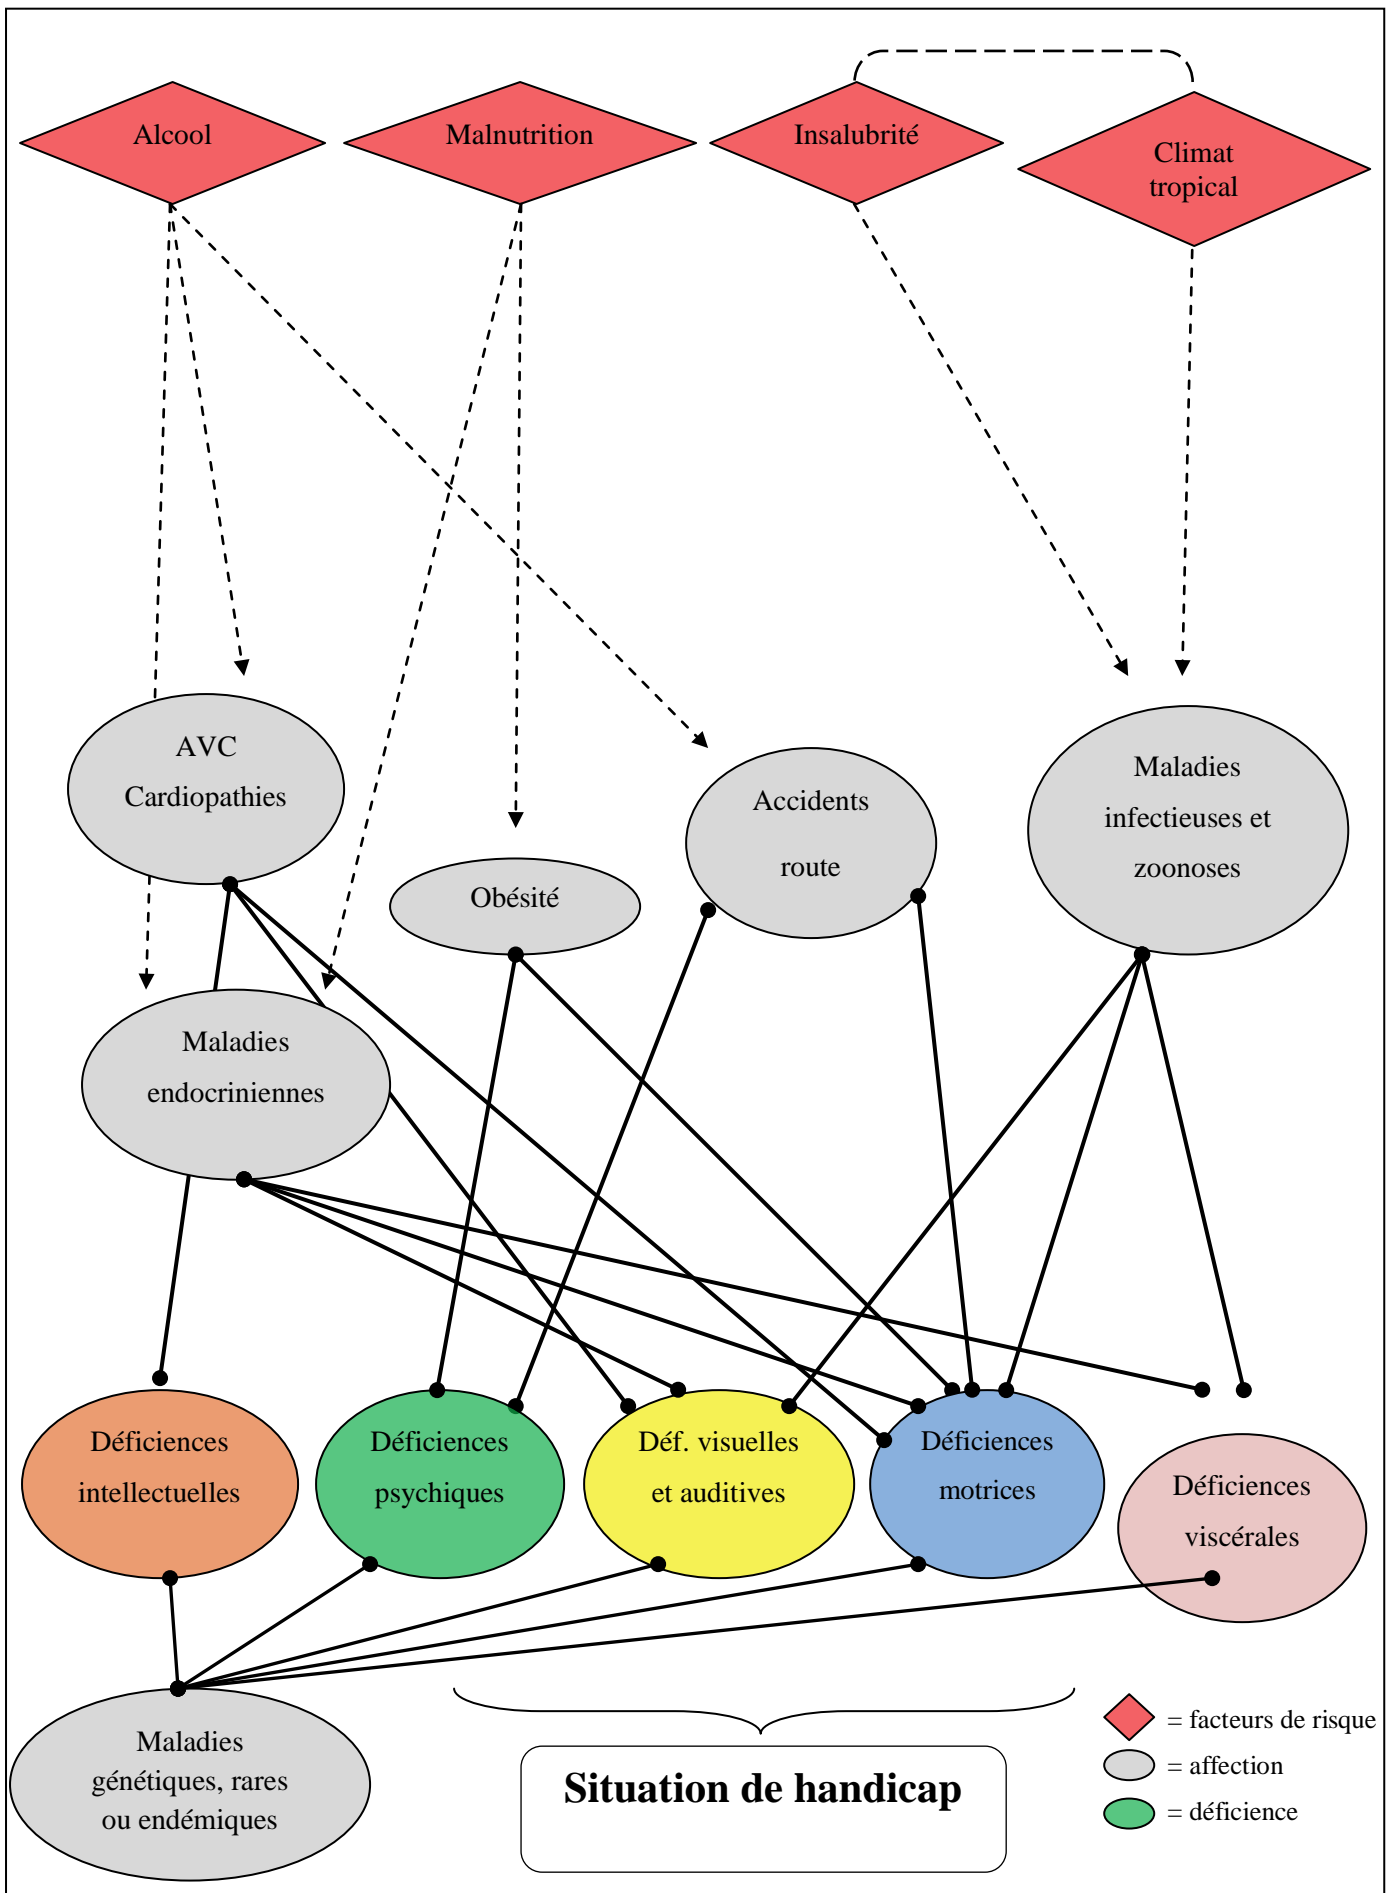 Alcool
Malnutrition
Insalubrité
Climat
tropical
AVC
Cardiopathies
Obésité
Accidents
route
Maladies
infectieuses et
zoonoses
Maladies
endocriniennes
Déficiences
intellectuelles
Déficiences
psychiques
Déf. visuelles
et auditives
Déficiences
motrices
Déficiences
viscérales
Maladies
génétiques, rares
ou endémiques
Situation de handicap
= facteurs de risque
= affection
= déficience